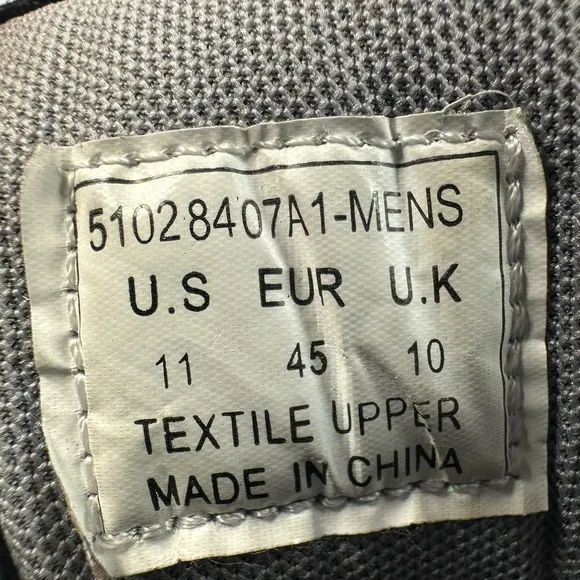 51028407A1-MENS
U.S EUR U.K
11 45 10
TEXTILE UPPER
MADE IN CHINA